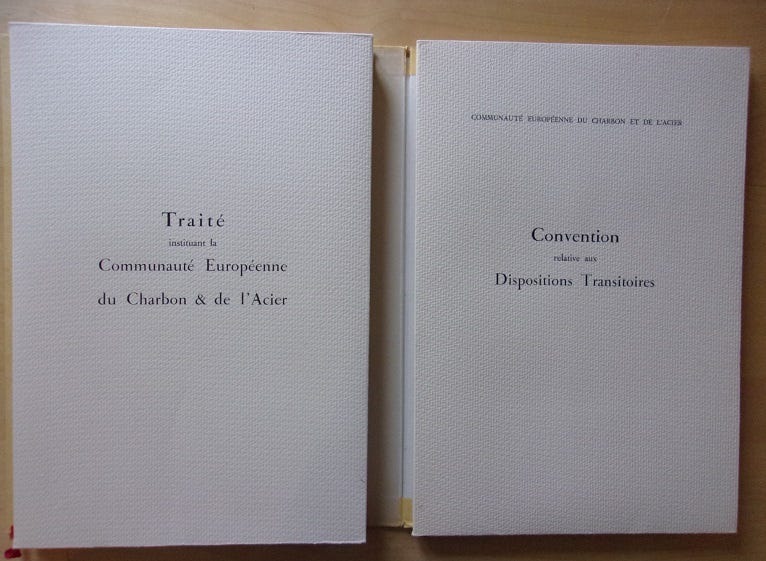 Traité
instituant la
Communauté Européenne
du Charbon & de l'Acier
COMMUNAUTÉ EUROPÉENNE DU CHARBON ET DE L'ACIER
Convention
relative aux
Dispositions Transitoires